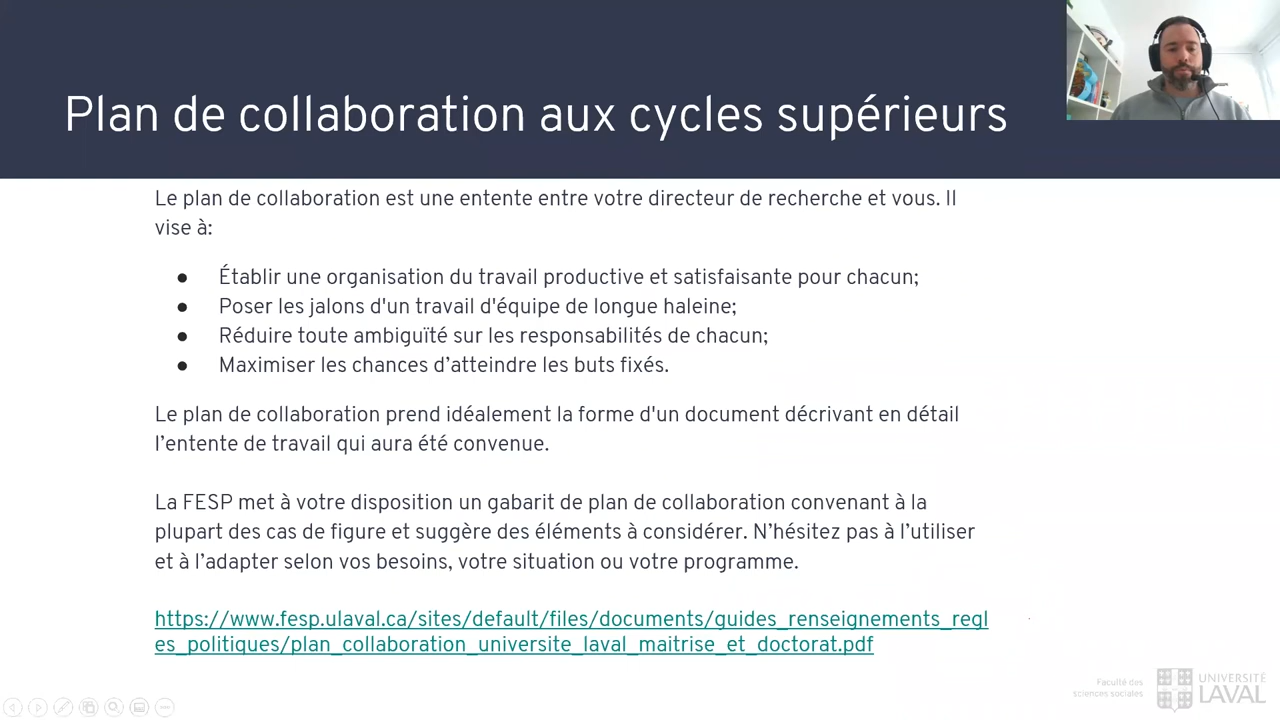 Plan de collaboration aux cycles supérieurs
Le plan de collaboration est une entente entre votre directeur de recherche et vous. Il
vise à:
● Établir une organisation du travail productive et satisfaisante pour chacun;
● Poser les jalons d'un travail d'équipe de longue haleine;
● Réduire toute ambiguïté sur les responsabilités de chacun;
● Maximiser les chances d’atteindre les buts fixés.
Le plan de collaboration prend idéalement la forme d'un document décrivant en détail
l’entente de travail qui aura été convenue.
La FESP met à votre disposition un gabarit de plan de collaboration convenant à la
plupart des cas de figure et suggère des éléments à considérer. N’hésitez pas à l’utiliser
et à l’adapter selon vos besoins, votre situation ou votre programme.
https://www.fesp.ulaval.ca/sites/default/files/documents/guides_renseignements_regl
es_politiques/plan_collaboration_universite_laval_maitrise_et_doctorat.pdf
Faculté des
sciences sociales
UNIVERSITÉ
LAVAL